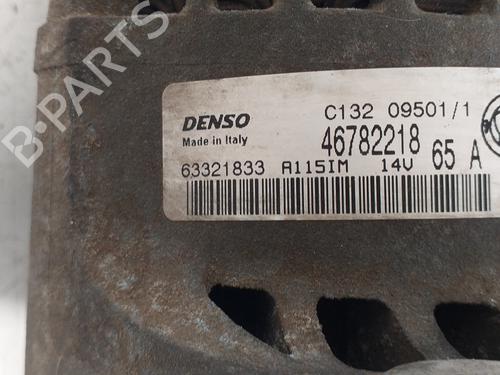 B-PARTS
DENSO
Made in Italy
C132 09501/1
46782218
65 A
63321833 A115IM 14V